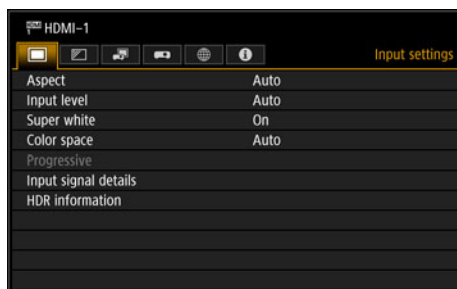 HDMI-1
Input settings
Aspect Auto
Input level Auto
Super white On
Color space Auto
Progressive
Input signal details
HDR information